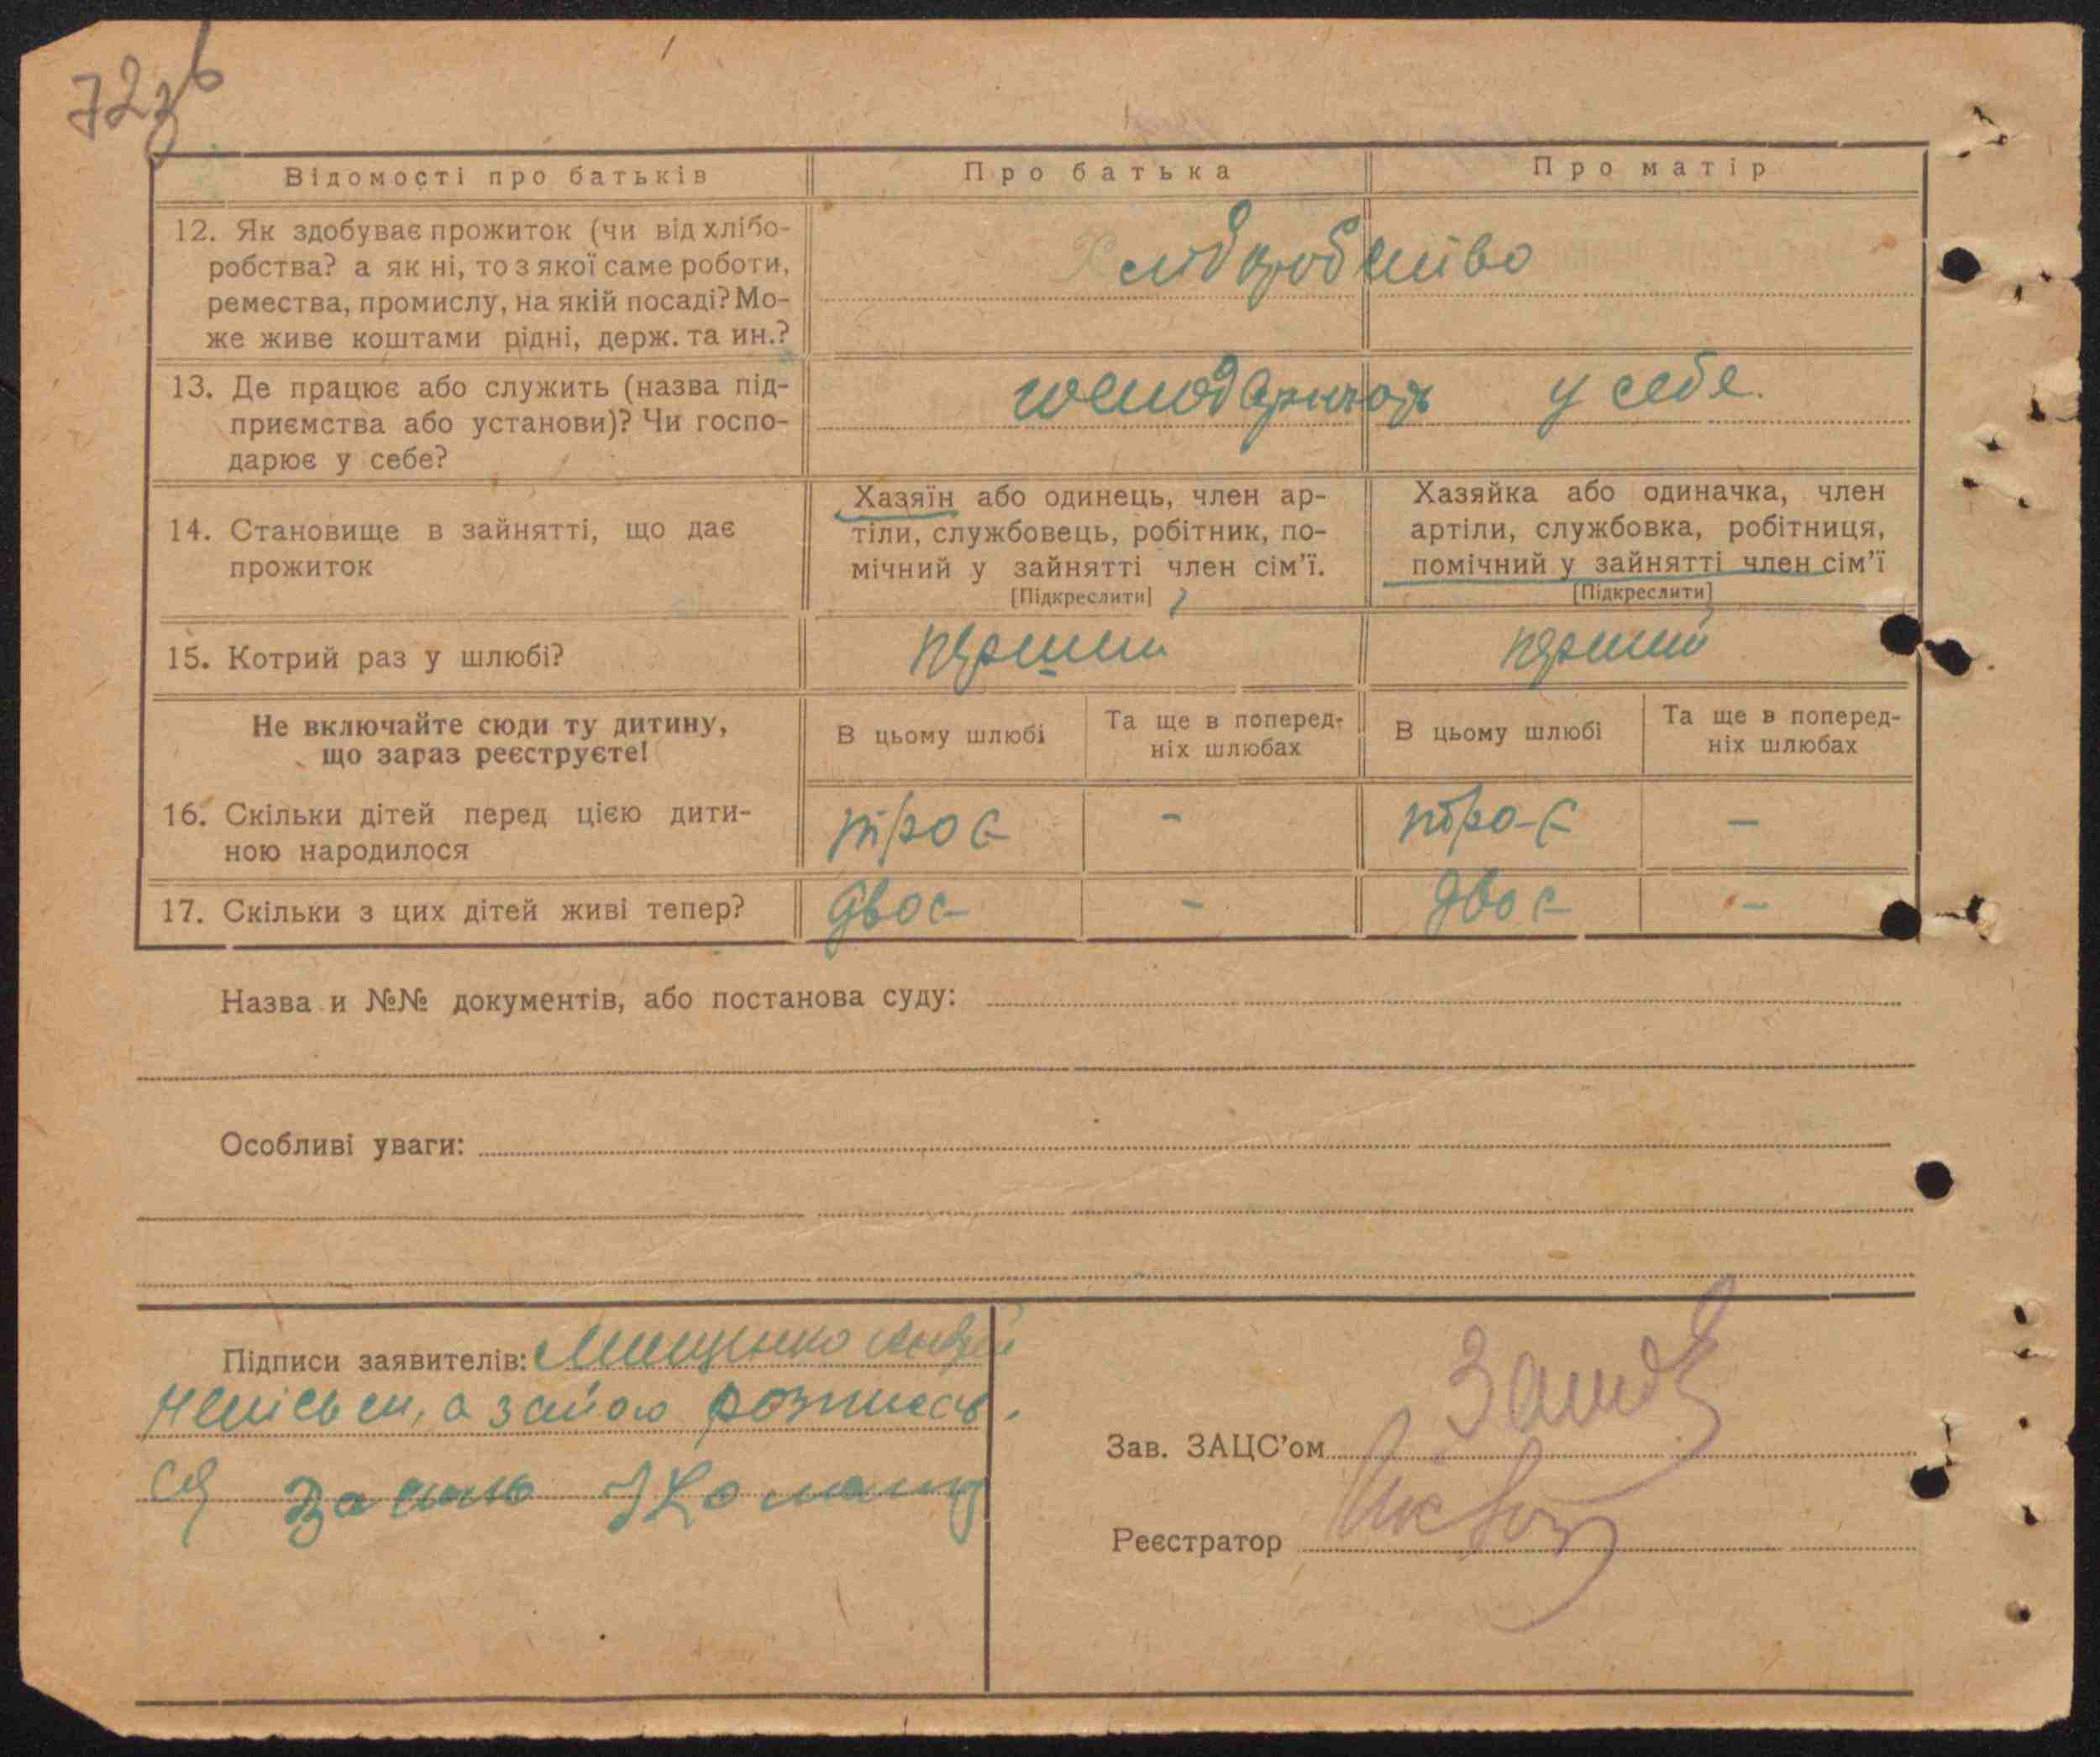 72зв
Відомості про батьків
Про батька
Про матір
12. Як здобуває прожиток (чи від хлібо-
робства? а як ні, то з якої саме роботи,
ремества, промислу, на якій посаді? Мо-
же живе коштами рідні, держ. та ин.?
Хліборобство
13. Де працює або служить (назва під-
приємства або установи)? Чи госпо-
дарює у себе?
господарюють у себе.
14. Становище в зайнятті, що дає
прожиток
Хазяїн або одинець, член ар-
тіли, службовець, робітник, по-
мічний у зайнятті член сім’ї.
[Підкреслити]
Хазяйка або одиначка, член
артіли, службовка, робітниця,
помічний у зайнятті член сім’ї
[Підкреслити]
15. Котрий раз у шлюбі?
перший
перший
Не включайте сюди ту дитину,
що зараз реєструєте!
В цьому шлюбі
Та ще в поперед-
ніх шлюбах
В цьому шлюбі
Та ще в поперед-
ніх шлюбах
16. Скільки дітей перед цією дити-
ною народилося
троє
-
троє
-
17. Скільки з цих дітей живі тепер?
двоє
-
двоє
-
Назва и №№ документів, або постанова суду:
Особливі уваги:
Підписи заявителів: Мищенко
а розписав
ся
Зав. ЗАЦС’ом
Реєстратор